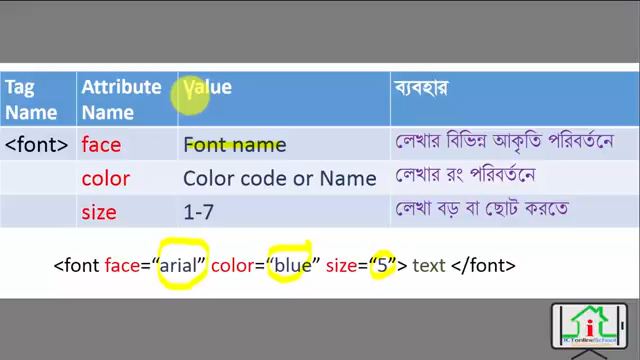 Tag Name Attribute Name Value ব্যবহার
<font> face Font name লেখার বিভিন্ন আকৃতি পরিবর্তনে
color Color code or Name লেখার রং পরিবর্তনে
size 1-7 লেখা বড় বা ছোট করতে
<font face=“arial” color=“blue” size=“5”> text </font>
i
ICTonlineSchool